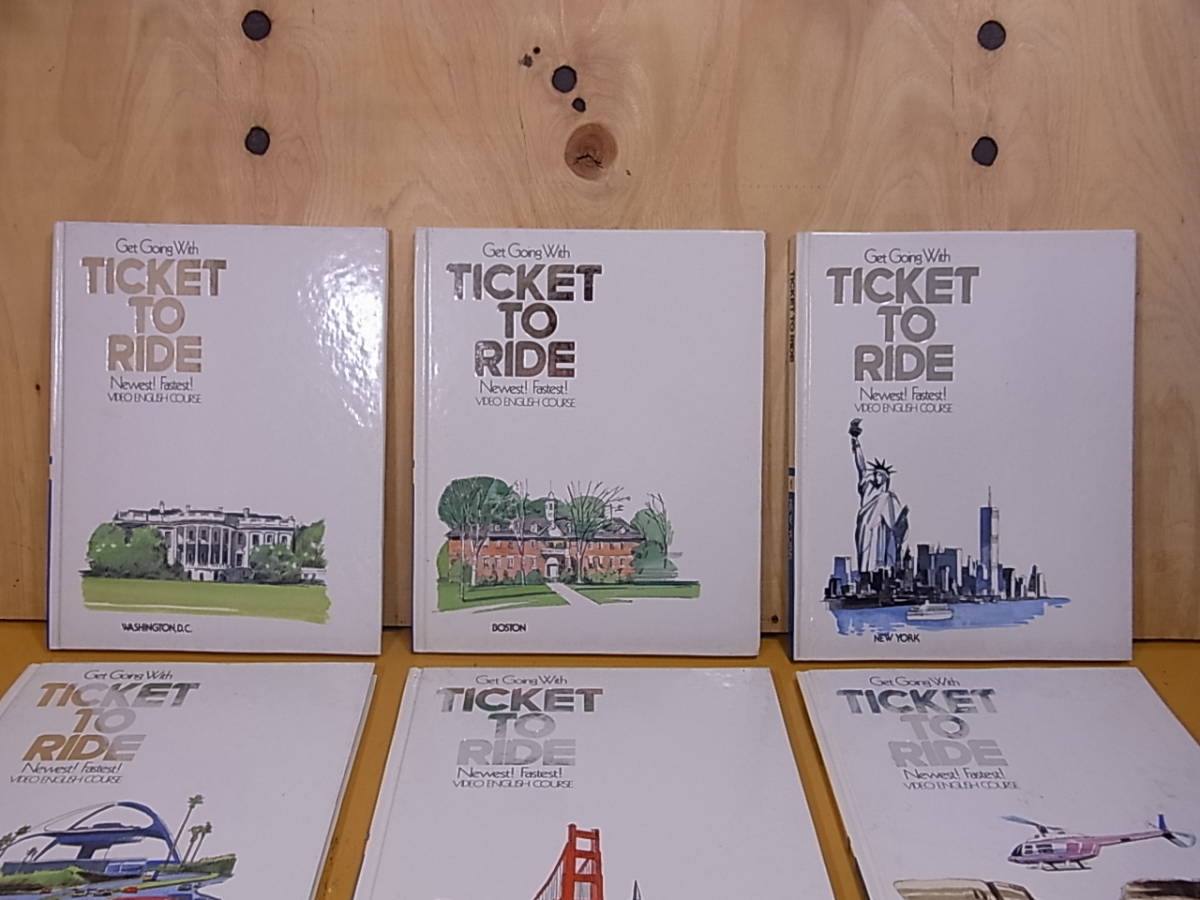 Get Going With
TICKET
TO
RIDE
Newest! Fastest!
VIDEO ENGLISH COURSE
WASHINGTON, D.C.
Get Going With
TICKET
TO
RIDE
Newest! Fastest!
VIDEO ENGLISH COURSE
BOSTON
TICKET TO RIDE
Get Going With
TICKET
TO
RIDE
Newest! Fastest!
VIDEO ENGLISH COURSE
NEW YORK
Get Going With
TICKET
TO
RIDE
Newest! Fastest!
VIDEO ENGLISH COURSE
Get Going With
TICKET
TO
RIDE
Newest! Fastest!
VIDEO ENGLISH COURSE
Get Going With
TICKET
TO
RIDE
Newest! Fastest!
VIDEO ENGLISH COURSE